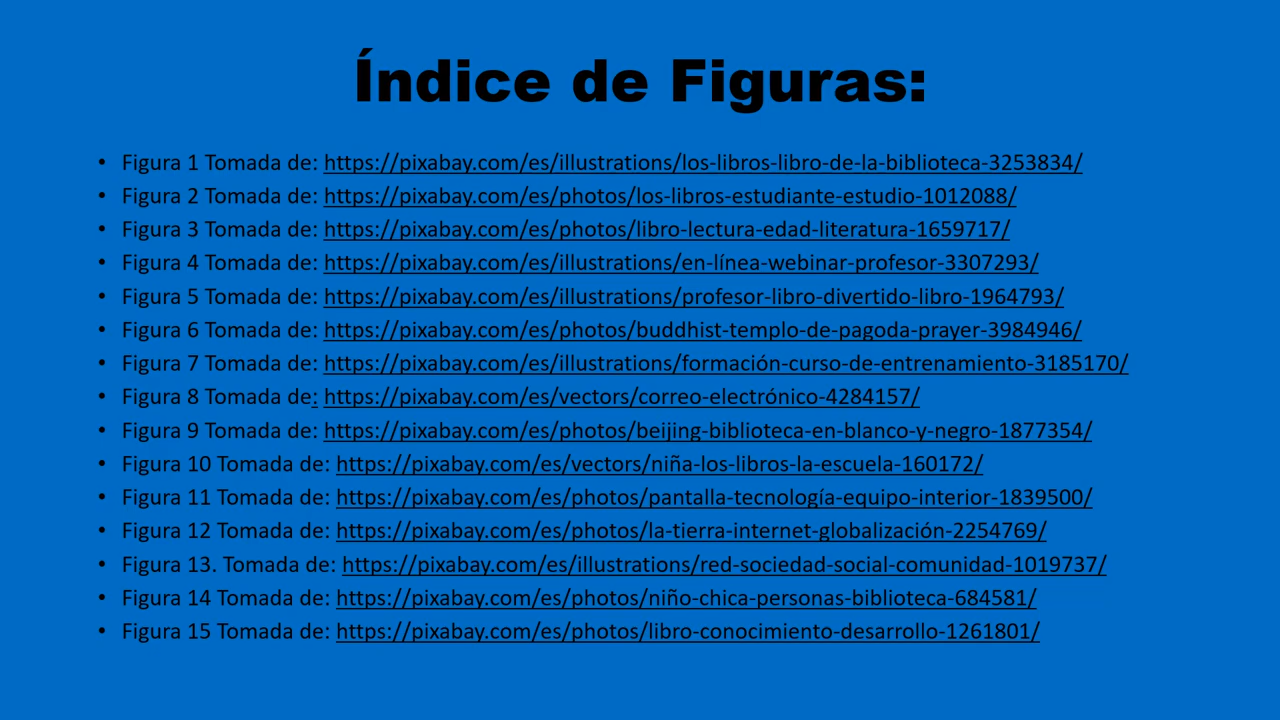 Índice de Figuras:
• Figura 1 Tomada de: https://pixabay.com/es/illustrations/los-libros-libro-de-la-biblioteca-3253834/
• Figura 2 Tomada de: https://pixabay.com/es/photos/los-libros-estudiante-estudio-1012088/
• Figura 3 Tomada de: https://pixabay.com/es/photos/libro-lectura-edad-literatura-1659717/
• Figura 4 Tomada de: https://pixabay.com/es/illustrations/en-línea-webinar-profesor-3307293/
• Figura 5 Tomada de: https://pixabay.com/es/illustrations/profesor-libro-divertido-libro-1964793/
• Figura 6 Tomada de: https://pixabay.com/es/photos/buddhist-templo-de-pagoda-prayer-3984946/
• Figura 7 Tomada de: https://pixabay.com/es/illustrations/formación-curso-de-entrenamiento-3185170/
• Figura 8 Tomada de: https://pixabay.com/es/vectors/correo-electrónico-4284157/
• Figura 9 Tomada de: https://pixabay.com/es/photos/beijing-biblioteca-en-blanco-y-negro-1877354/
• Figura 10 Tomada de: https://pixabay.com/es/vectors/niña-los-libros-la-escuela-160172/
• Figura 11 Tomada de: https://pixabay.com/es/photos/pantalla-tecnología-equipo-interior-1839500/
• Figura 12 Tomada de: https://pixabay.com/es/photos/la-tierra-internet-globalización-2254769/
• Figura 13. Tomada de: https://pixabay.com/es/illustrations/red-sociedad-social-comunidad-1019737/
• Figura 14 Tomada de: https://pixabay.com/es/photos/niño-chica-personas-biblioteca-684581/
• Figura 15 Tomada de: https://pixabay.com/es/photos/libro-conocimiento-desarrollo-1261801/